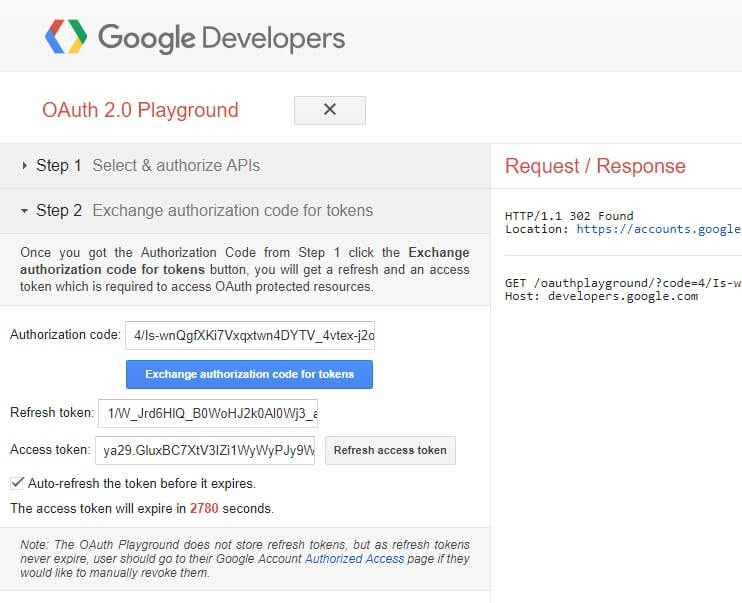 Google Developers
OAuth 2.0 Playground
Step 1 Select & authorize APIs
Step 2 Exchange authorization code for tokens
Once you got the Authorization Code from Step 1 click the Exchange
authorization code for tokens button, you will get a refresh and an access
token which is required to access OAuth protected resources.
Authorization code: 4/Is-wnQgfXKi7Vxqxtwn4DYTV_4vtex-j2o
Exchange authorization code for tokens
Refresh token: 1/W_Jrd6HlQ_B0WoHJ2k0Al0Wj3_a
Access token: ya29.GluxBC7XtV3IZi1WyWyPJy9W Refresh access token
Auto-refresh the token before it expires.
The access token will expire in 2780 seconds.
Note: The OAuth Playground does not store refresh tokens, but as refresh tokens
never expire, user should go to their Google Account Authorized Access page if they
would like to manually revoke them.
Request / Response
HTTP/1.1 302 Found
Location: https://accounts.google
GET /oauthplayground/?code=4/Is-w
Host: developers.google.com